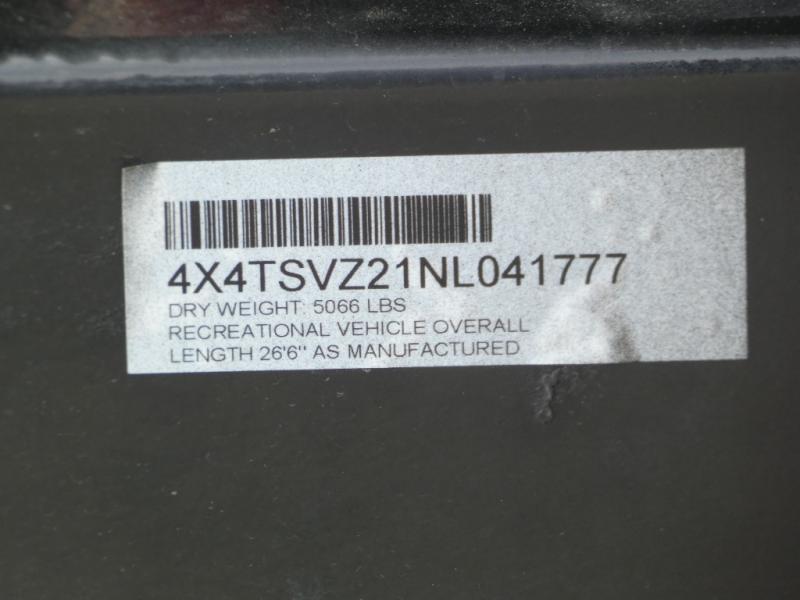 4X4TSVZ21NL041777
DRY WEIGHT: 5066 LBS
RECREATIONAL VEHICLE OVERALL
LENGTH 26'6" AS MANUFACTURED